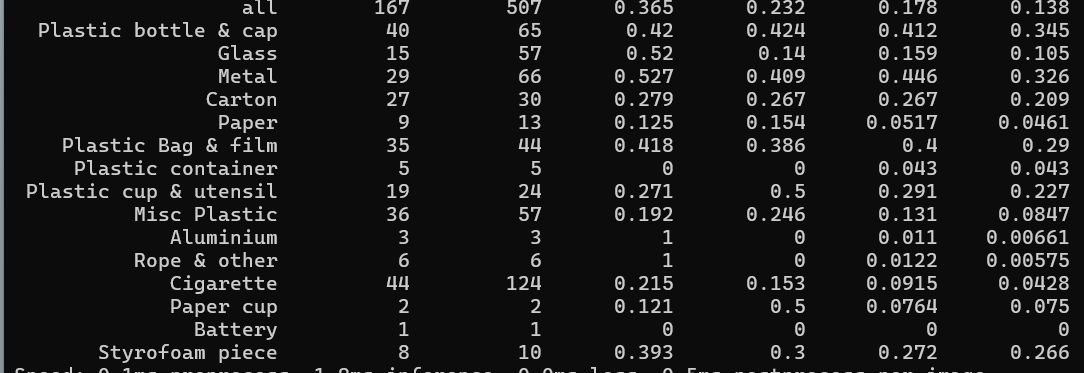 all 167 507 0.365 0.232 0.178 0.138
Plastic bottle & cap 40 65 0.42 0.424 0.412 0.345
Glass 15 57 0.52 0.14 0.159 0.105
Metal 29 66 0.527 0.409 0.446 0.326
Carton 27 30 0.279 0.267 0.267 0.209
Paper 9 13 0.125 0.154 0.0517 0.0461
Plastic Bag & film 35 44 0.418 0.386 0.4 0.29
Plastic container 5 5 0 0 0.043 0.043
Plastic cup & utensil 19 24 0.271 0.5 0.291 0.227
Misc Plastic 36 57 0.192 0.246 0.131 0.0847
Aluminium 3 3 1 0 0.011 0.00661
Rope & other 6 6 1 0 0.0122 0.00575
Cigarette 44 124 0.215 0.153 0.0915 0.0428
Paper cup 2 2 0.121 0.5 0.0764 0.075
Battery 1 1 0 0 0 0
Styrofoam piece 8 10 0.393 0.3 0.272 0.266